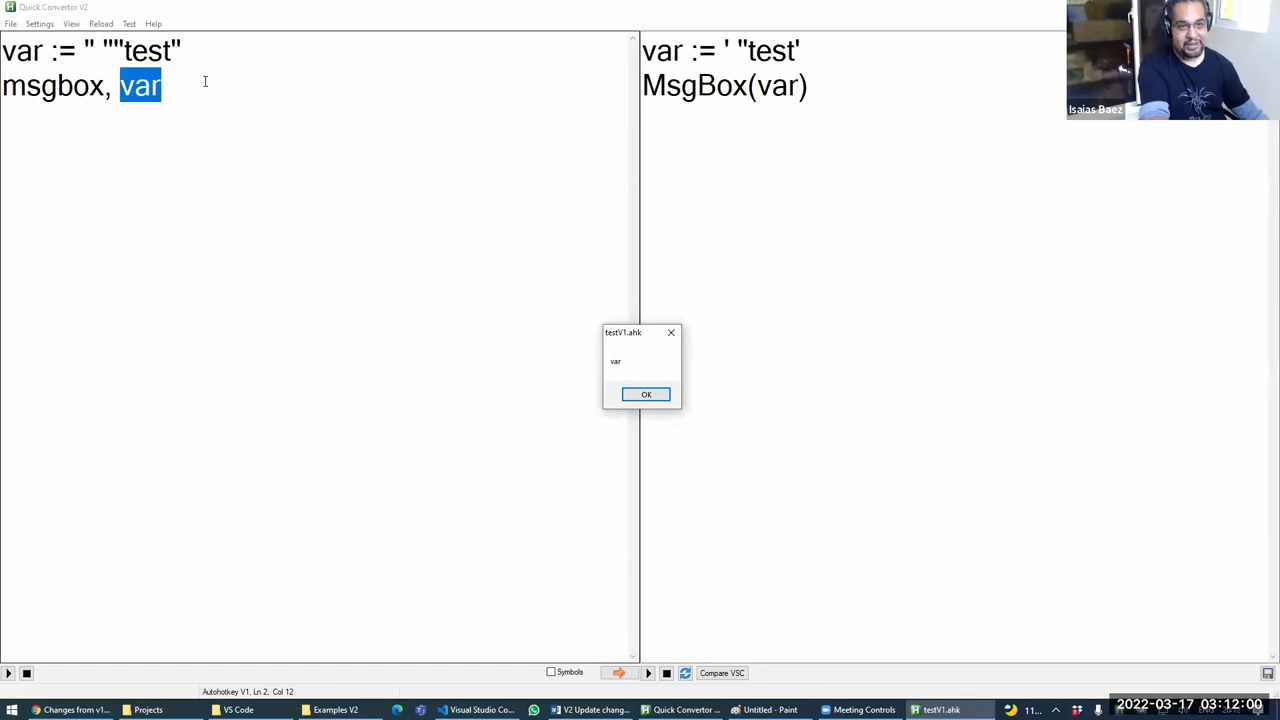 Quick Convertor V2
File Settings View Reload Test Help
var := " ""test"
msgbox, var
var := ' "test'
MsgBox(var)
Isaias Baez
testV1.ahk
var
OK
Symbols
Compare VSC
Autohotkey V1, Ln 2, Col 12
Changes from v1... Projects VS Code Examples V2 Visual Studio Co... V2 Update chang... Quick Convertor ... Untitled - Paint Meeting Controls testV1.ahk 11...
2022-03-17 03:12:00